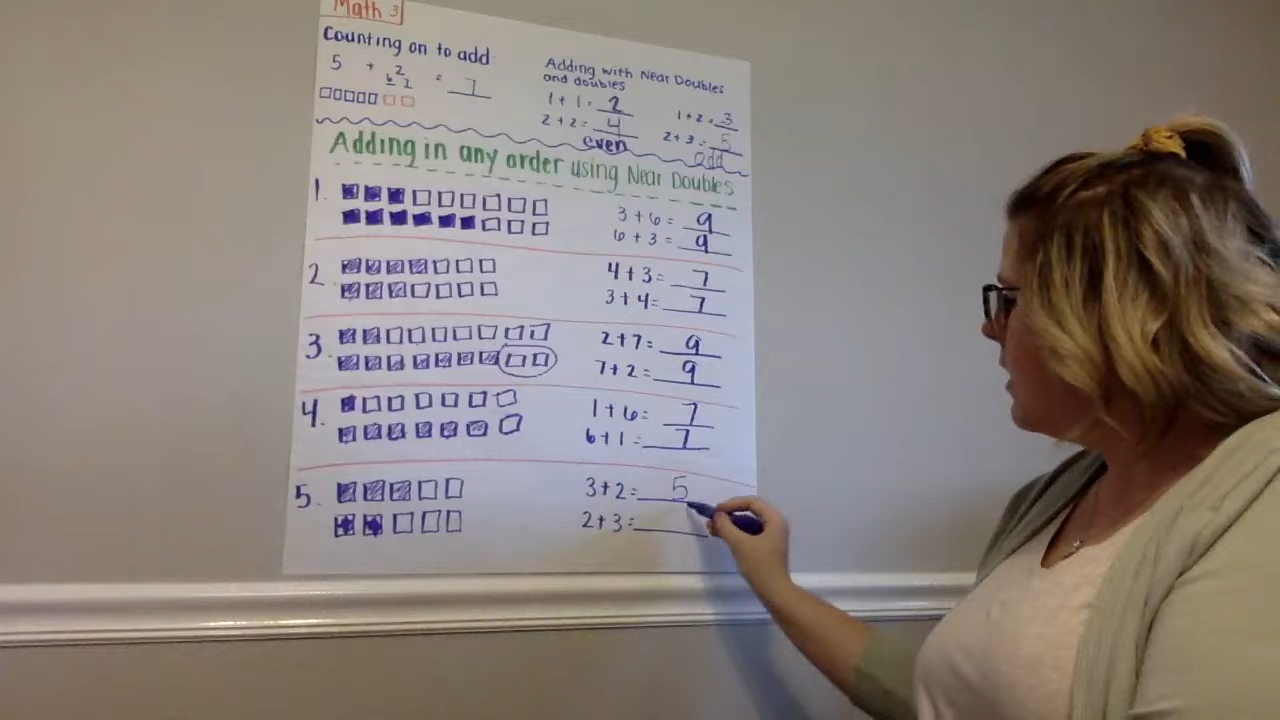 Math 3
Counting on to add
5 + 2 = 7
6 7
Adding with Near Doubles
and doubles
1 + 1 = 2
2 + 2 = 4
even
1 + 2 = 3
2 + 3 = 5
odd
Adding in any order using Near Doubles
1.
3 + 6 = 9
6 + 3 = 9
2
4 + 3 = 7
3 + 4 = 7
3.
2 + 7 = 9
7 + 2 = 9
4.
1 + 6 = 7
6 + 1 = 7
5.
3 + 2 = 5
2 + 3 =